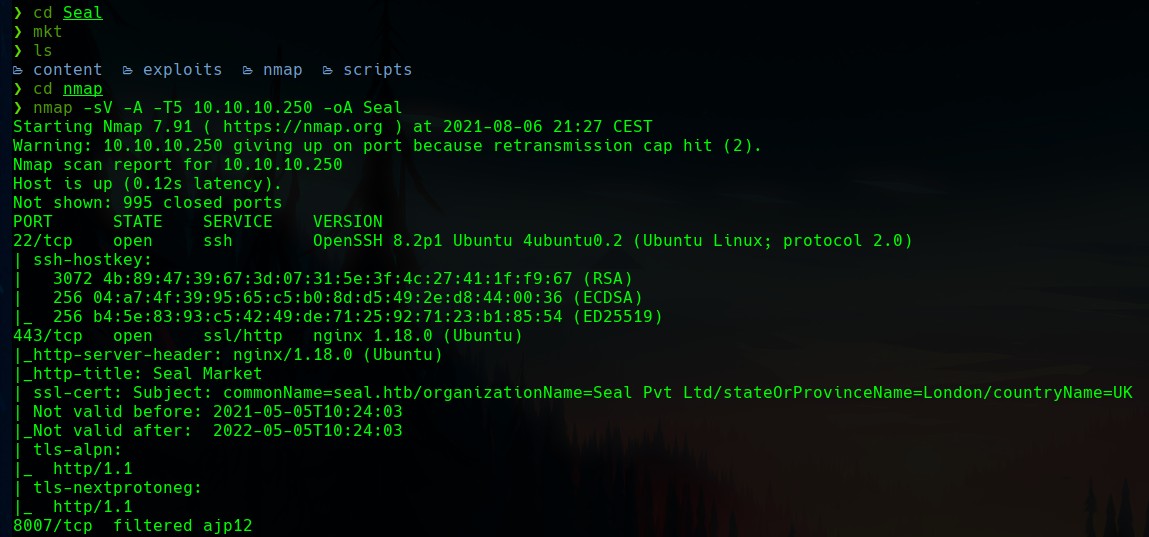 ❯ cd Seal
❯ mkt
❯ ls
content exploits nmap scripts
❯ cd nmap
❯ nmap -sV -A -T5 10.10.10.250 -oA Seal
Starting Nmap 7.91 ( https://nmap.org ) at 2021-08-06 21:27 CEST
Warning: 10.10.10.250 giving up on port because retransmission cap hit (2).
Nmap scan report for 10.10.10.250
Host is up (0.12s latency).
Not shown: 995 closed ports
PORT     STATE    SERVICE    VERSION
22/tcp   open     ssh        OpenSSH 8.2p1 Ubuntu 4ubuntu0.2 (Ubuntu Linux; protocol 2.0)
| ssh-hostkey:
|   3072 4b:89:47:39:67:3d:07:31:5e:3f:4c:27:41:1f:f9:67 (RSA)
|   256 04:a7:4f:39:95:65:c5:b0:8d:d5:49:2e:d8:44:00:36 (ECDSA)
|_  256 b4:5e:83:93:c5:42:49:de:71:25:92:71:23:b1:85:54 (ED25519)
443/tcp  open     ssl/http   nginx 1.18.0 (Ubuntu)
|_http-server-header: nginx/1.18.0 (Ubuntu)
|_http-title: Seal Market
| ssl-cert: Subject: commonName=seal.htb/organizationName=Seal Pvt Ltd/stateOrProvinceName=London/countryName=UK
| Not valid before: 2021-05-05T10:24:03
|_Not valid after:  2022-05-05T10:24:03
| tls-alpn:
|_  http/1.1
| tls-nextprotoneg:
|_  http/1.1
8007/tcp filtered ajp12